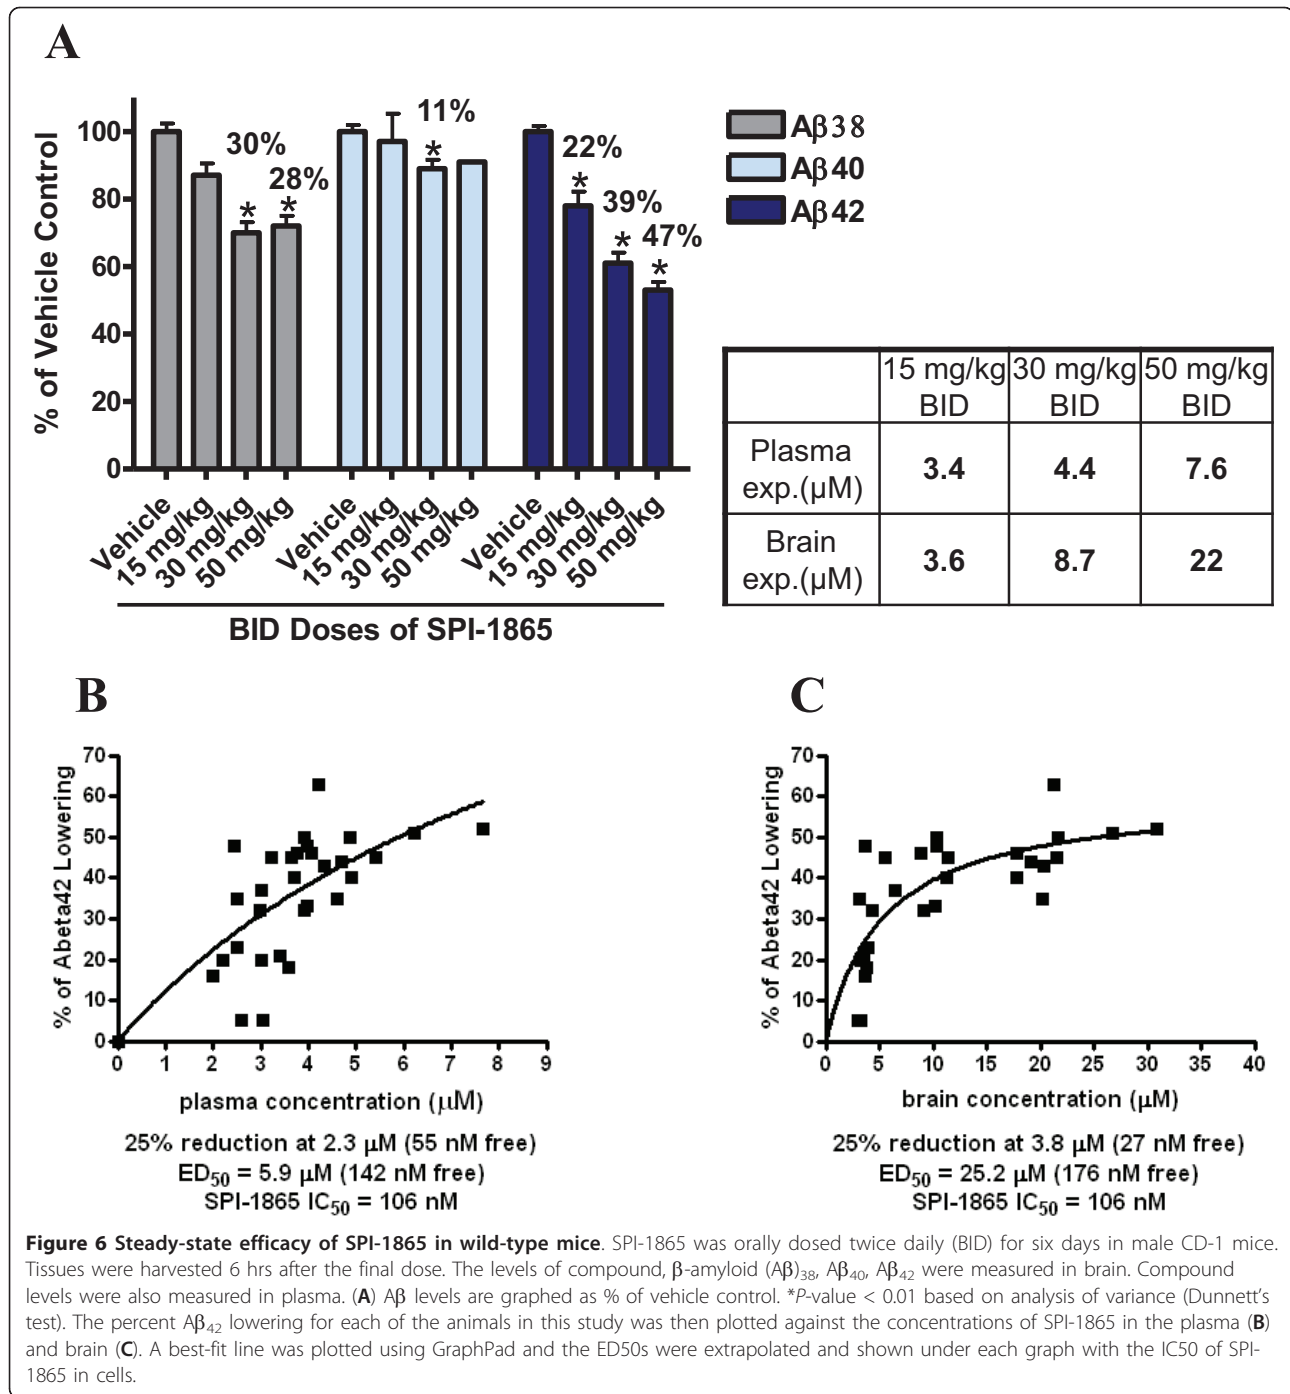 A
% of Vehicle Control
100
80
60
40
20
0
30%
28%
11%
22%
39%
47%
*
*
*
*
*
*
Aβ38
Aβ40
Aβ42
Vehicle
15 mg/kg
30 mg/kg
50 mg/kg
Vehicle
15 mg/kg
30 mg/kg
50 mg/kg
Vehicle
15 mg/kg
30 mg/kg
50 mg/kg
BID Doses of SPI-1865
15 mg/kg BID 30 mg/kg BID 50 mg/kg BID
Plasma exp.(µM) 3.4 4.4 7.6
Brain exp.(µM) 3.6 8.7 22
B
% of Abeta42 Lowering
70
60
50
40
30
20
10
0
0 1 2 3 4 5 6 7 8 9
plasma concentration (µM)
25% reduction at 2.3 µM (55 nM free)
ED50 = 5.9 µM (142 nM free)
SPI-1865 IC50 = 106 nM
C
% of Abeta42 Lowering
70
60
50
40
30
20
10
0
0 5 10 15 20 25 30 35 40
brain concentration (µM)
25% reduction at 3.8 µM (27 nM free)
ED50 = 25.2 µM (176 nM free)
SPI-1865 IC50 = 106 nM
Figure 6 Steady-state efficacy of SPI-1865 in wild-type mice. SPI-1865 was orally dosed twice daily (BID) for six days in male CD-1 mice.
Tissues were harvested 6 hrs after the final dose. The levels of compound, β-amyloid (Aβ)38, Aβ40, Aβ42 were measured in brain. Compound
levels were also measured in plasma. (A) Aβ levels are graphed as % of vehicle control. *P-value < 0.01 based on analysis of variance (Dunnett's
test). The percent Aβ42 lowering for each of the animals in this study was then plotted against the concentrations of SPI-1865 in the plasma (B)
and brain (C). A best-fit line was plotted using GraphPad and the ED50s were extrapolated and shown under each graph with the IC50 of SPI-
1865 in cells.